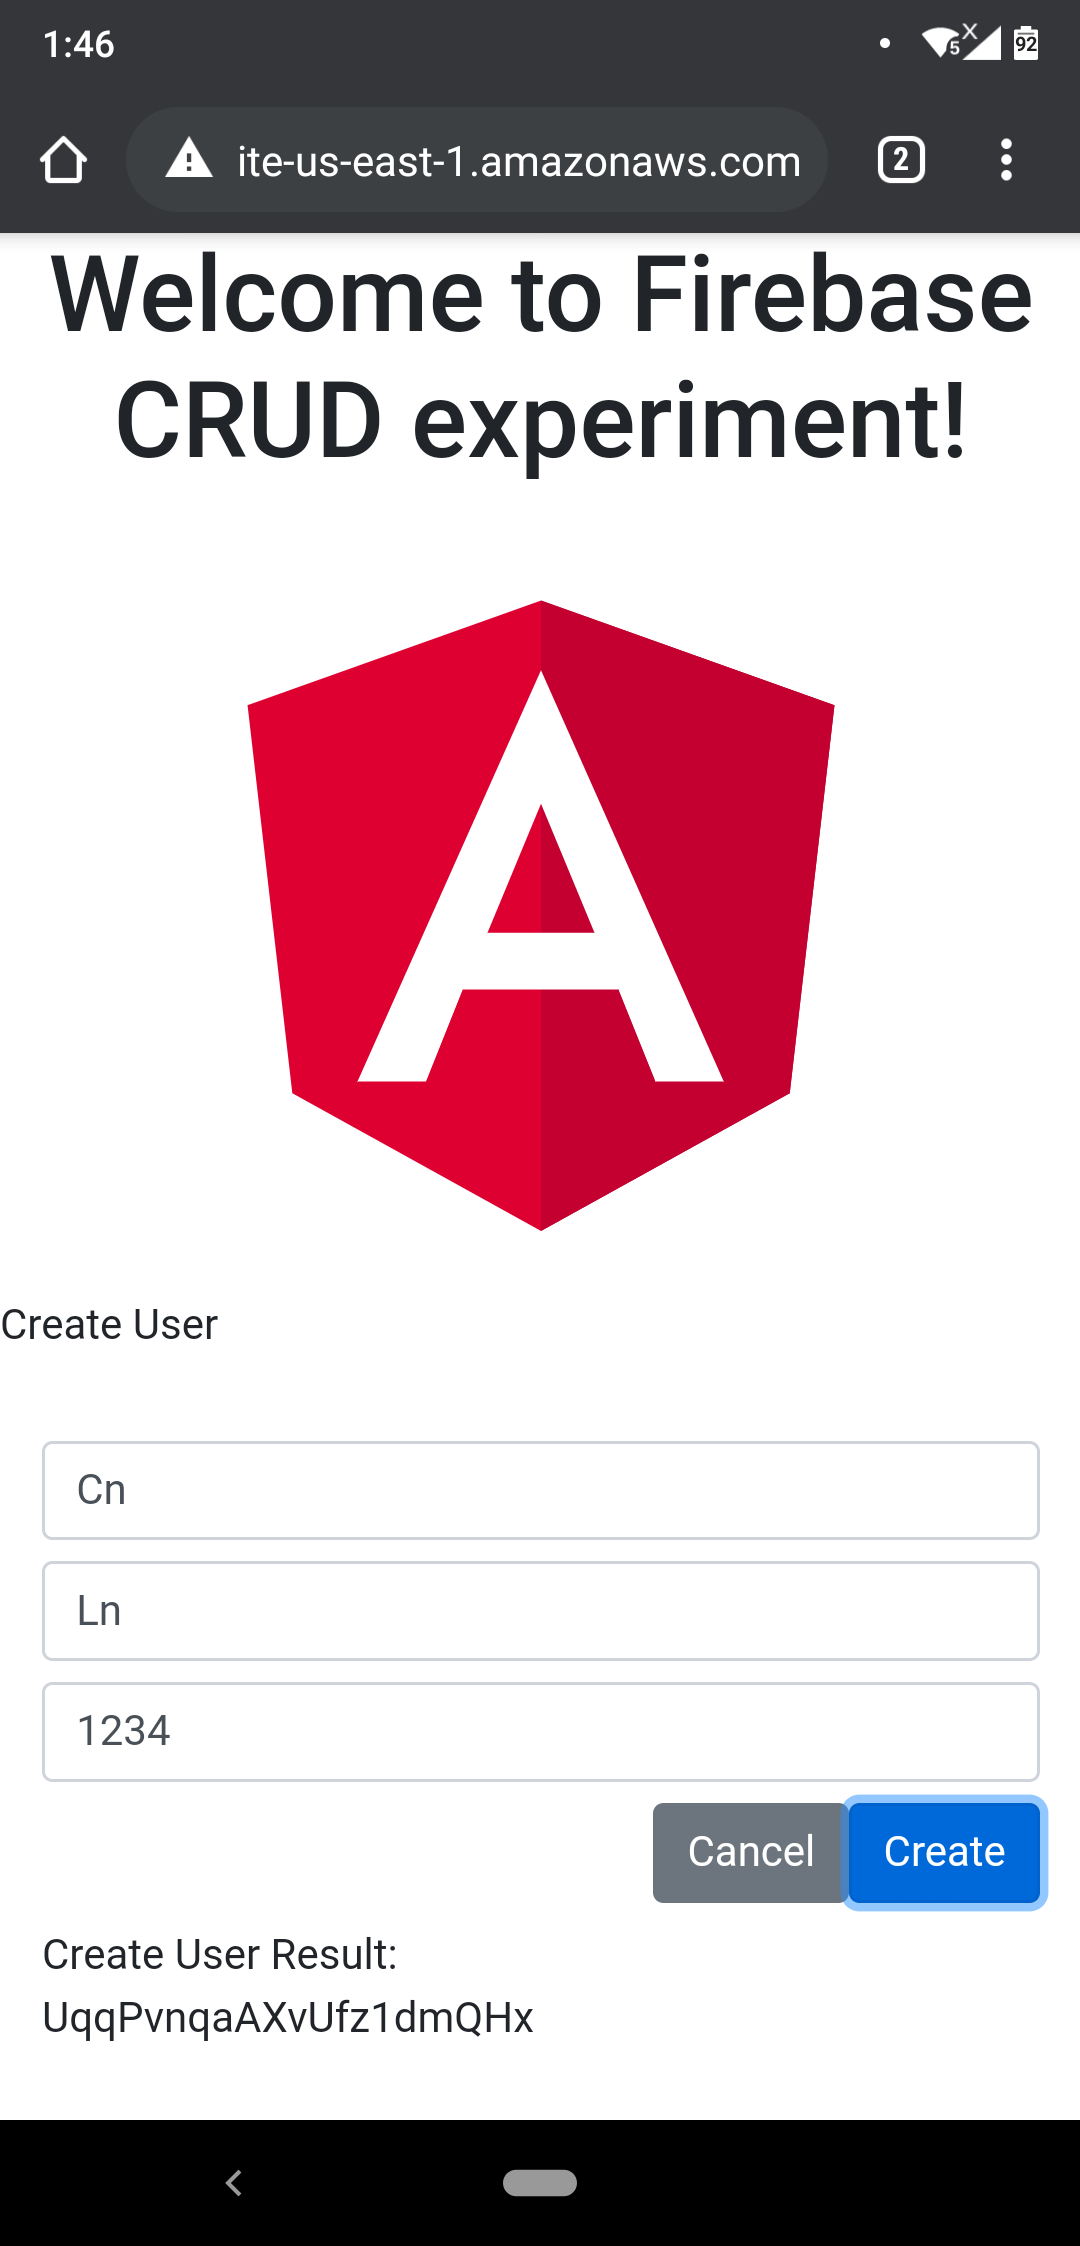 1:46
5 X 92
ite-us-east-1.amazonaws.com 2
Welcome to Firebase
CRUD experiment!
A
Create User
Cn
Ln
1234
Cancel Create
Create User Result:
UqqPvnqaAXvUfz1dmQHx